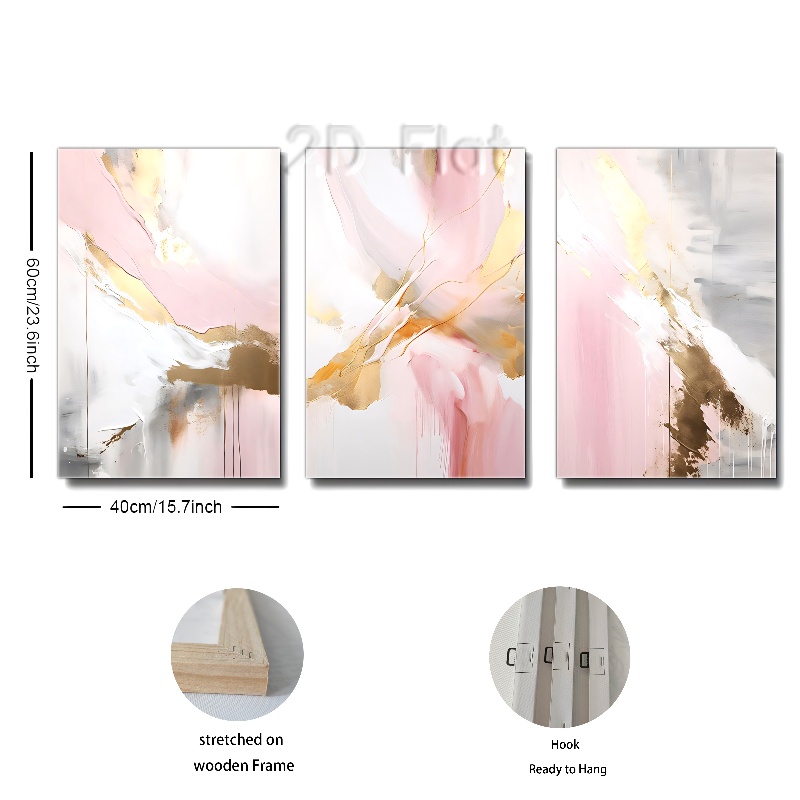 2D Flat
60cm/23.6inch
40cm/15.7inch
stretched on
wooden Frame
Hook
Ready to Hang